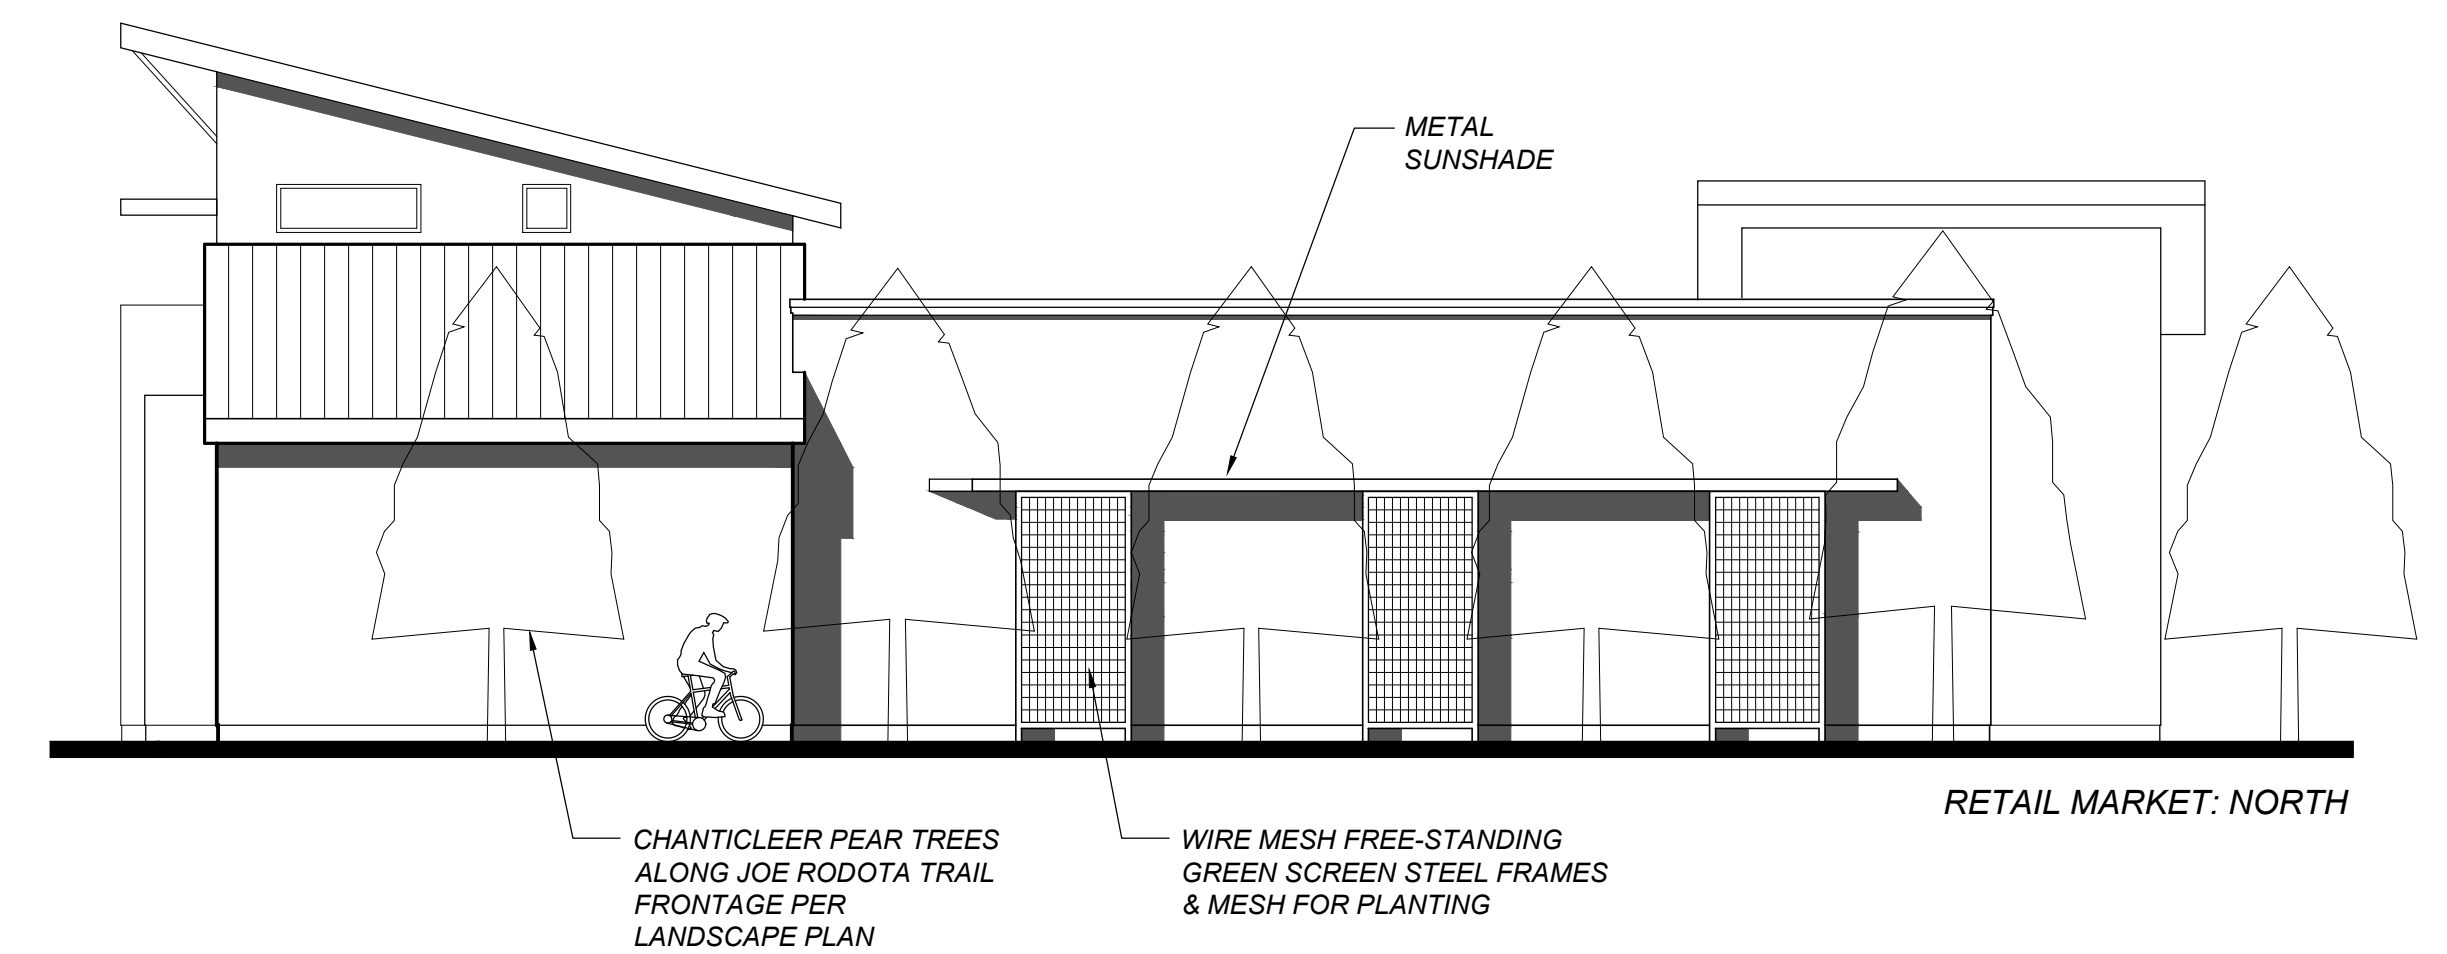 METAL
SUNSHADE
RETAIL MARKET: NORTH
CHANTICLEER PEAR TREES
ALONG JOE RODOTA TRAIL
FRONTAGE PER
LANDSCAPE PLAN
WIRE MESH FREE-STANDING
GREEN SCREEN STEEL FRAMES
& MESH FOR PLANTING